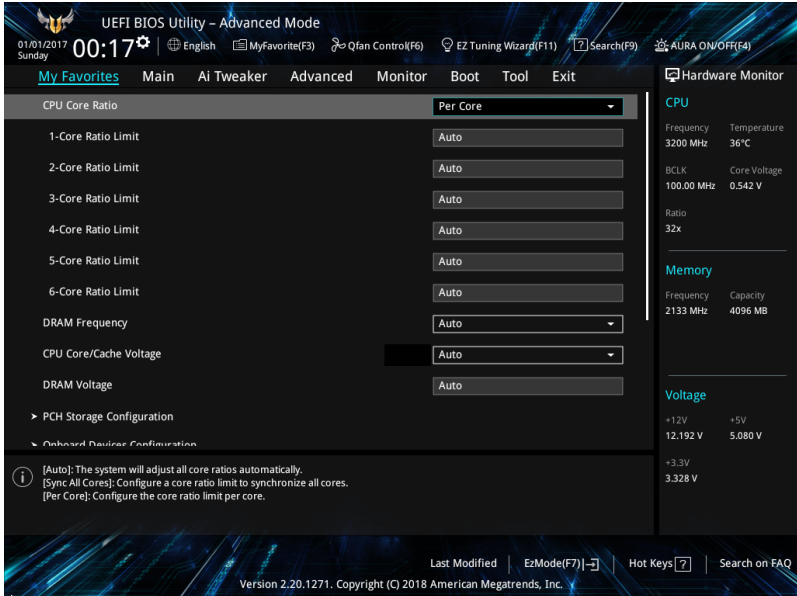 UEFI BIOS Utility – Advanced Mode
01/01/2017 00:17 English MyFavorite(F3) Qfan Control(F6) EZ Tuning Wizard(F11) ? Search(F9) AURA ON/OFF(F4)
Sunday
My Favorites Main Ai Tweaker Advanced Monitor Boot Tool Exit
CPU Core Ratio Per Core
1-Core Ratio Limit Auto
2-Core Ratio Limit Auto
3-Core Ratio Limit Auto
4-Core Ratio Limit Auto
5-Core Ratio Limit Auto
6-Core Ratio Limit Auto
DRAM Frequency Auto
CPU Core/Cache Voltage Auto
DRAM Voltage Auto
> PCH Storage Configuration
> Onboard Devices Configuration
[Auto]: The system will adjust all core ratios automatically.
[Sync All Cores]: Configure a core ratio limit to synchronize all cores.
[Per Core]: Configure the core ratio limit per core.
Hardware Monitor
CPU
Frequency Temperature
3200 MHz 36°C
BCLK Core Voltage
100.00 MHz 0.542 V
Ratio
32x
Memory
Frequency Capacity
2133 MHz 4096 MB
Voltage
+12V +5V
12.192 V 5.080 V
+3.3V
3.328 V
Last Modified EzMode(F7) Hot Keys ? Search on FAQ
Version 2.20.1271. Copyright (C) 2018 American Megatrends, Inc.